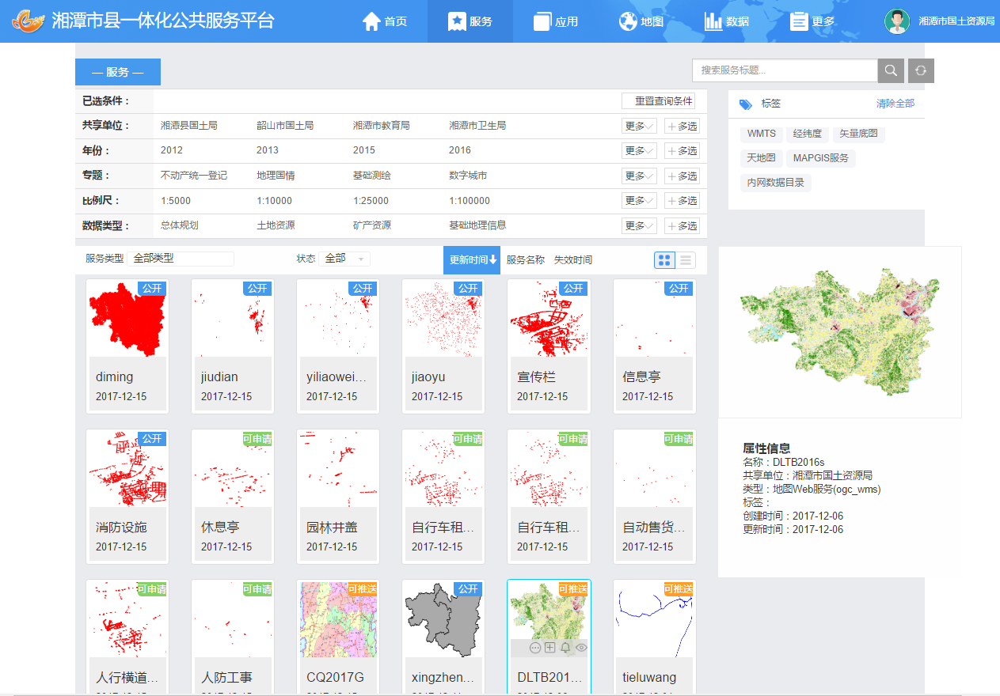 湘潭市县一体化公共服务平台
首页 服务 应用 地图 数据 更多 湘潭市国土资源局
— 服务 —
搜索服务标题...
已选条件： 重置查询条件
共享单位： 湘潭县国土局 韶山市国土局 湘潭市教育局 湘潭市卫生局 更多 多选
年份： 2012 2013 2015 2016 更多 多选
专题： 不动产统一登记 地理国情 基础测绘 数字城市 更多 多选
比例尺： 1:5000 1:10000 1:25000 1:100000 更多 多选
数据类型： 总体规划 土地资源 矿产资源 基础地理信息 更多 多选
标签 清除全部
WMTS 经纬度 矢量底图
天地图 MAPGIS服务
内网数据目录
服务类型 全部类型 状态 全部 更新时间 服务名称 失效时间
公开 公开 公开 公开 公开 公开
diming jiudian yiliaowei... jiaoyu 宣传栏 信息亭
2017-12-15 2017-12-15 2017-12-15 2017-12-15 2017-12-15 2017-12-15
公开 可申请 可申请 可申请 可申请
消防设施 休息亭 园林井盖 自行车租... 自行车租... 自动售货...
2017-12-15 2017-12-15 2017-12-15 2017-12-15 2017-12-15 2017-12-15
可申请 可申请 可推送 公开 可推送 可推送
人行横道... 人防工事 CQ2017G xingzhen... DLTB201... tieluwang
属性信息
名称：DLTB2016s
共享单位：湘潭市国土资源局
类型：地图Web服务(ogc_wms)
标签：
创建时间：2017-12-06
更新时间：2017-12-06